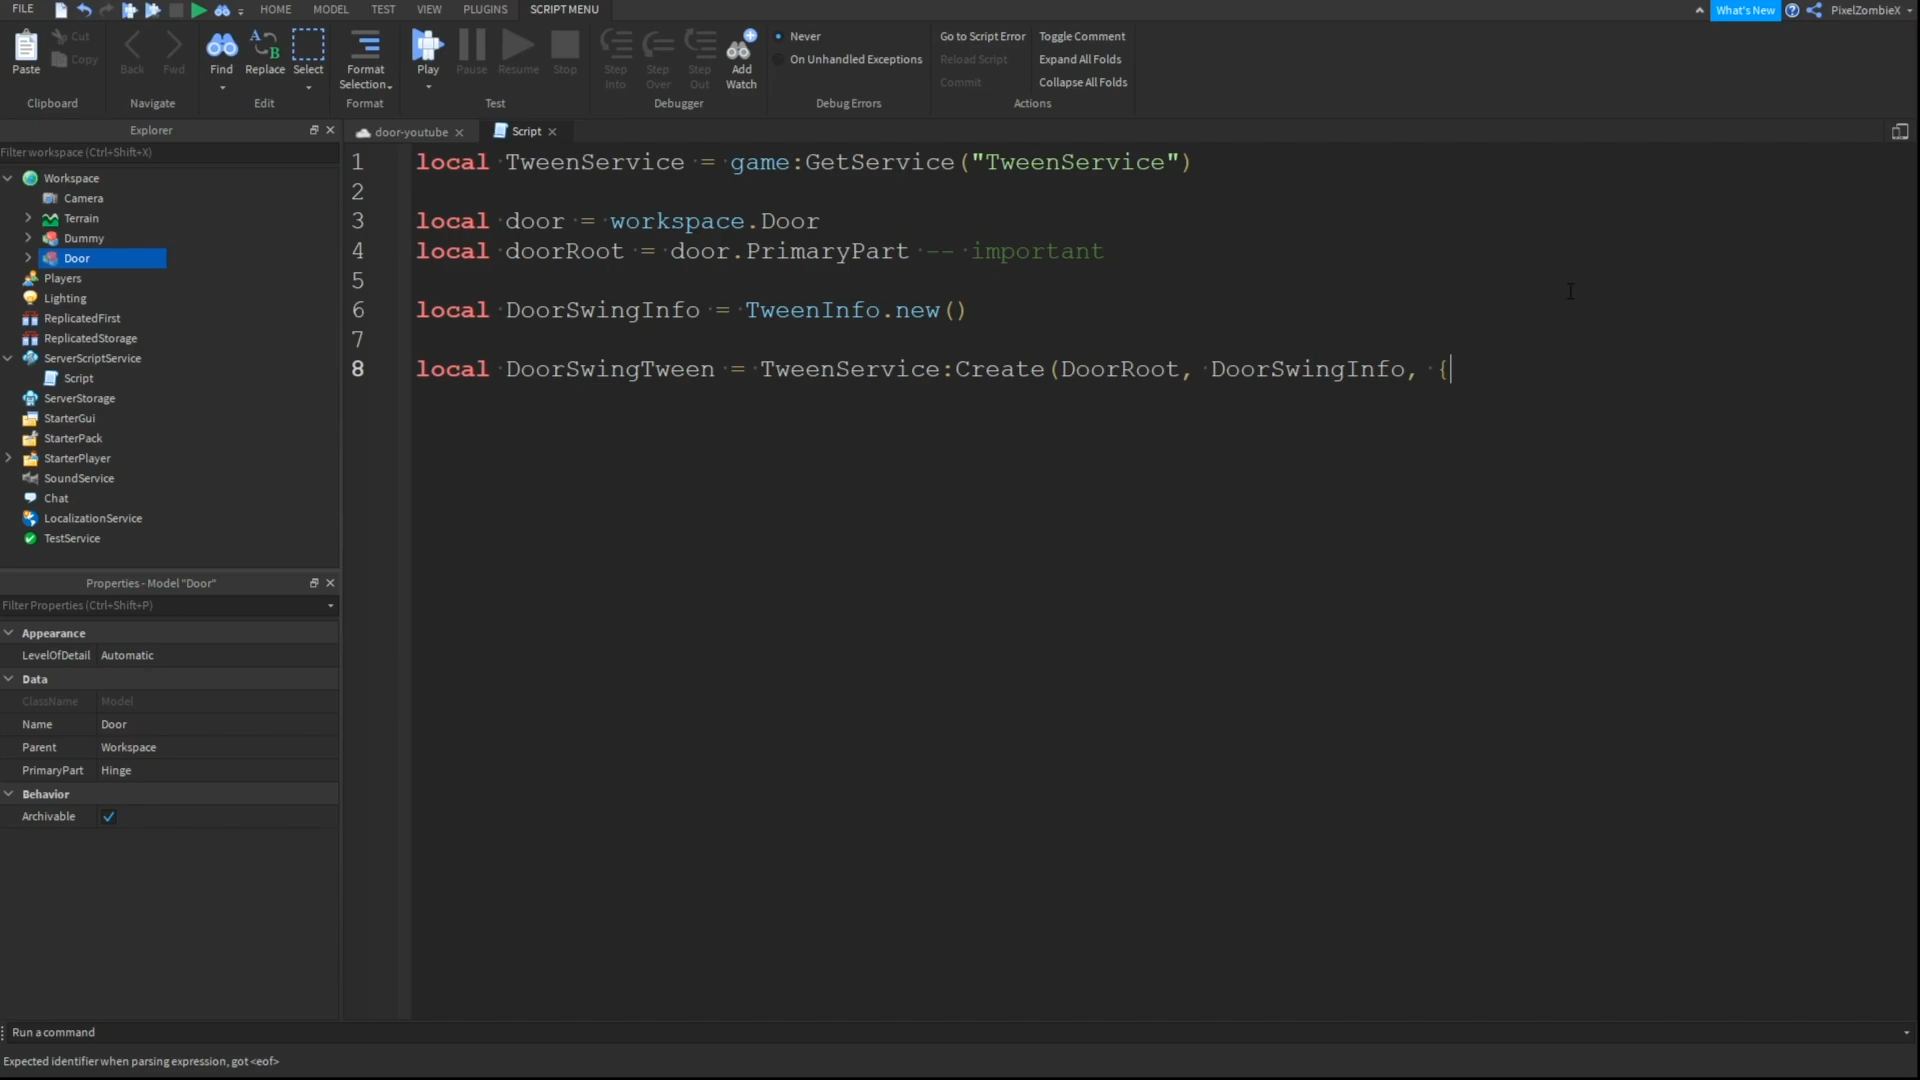 FILE HOME MODEL TEST VIEW PLUGINS SCRIPT MENU What's New PixelZombieX
Paste Cut Copy Back Fwd Find Replace Select Format Selection Play Pause Resume Stop Step Into Step Over Step Out Add Watch
Never
On Unhandled Exceptions
Go to Script Error
Reload Script
Commit
Toggle Comment
Expand All Folds
Collapse All Folds
Clipboard Navigate Edit Format Test Debugger Debug Errors Actions
Explorer
Filter workspace (Ctrl+Shift+X)
Workspace
Camera
Terrain
Dummy
Door
Players
Lighting
ReplicatedFirst
ReplicatedStorage
ServerScriptService
Script
ServerStorage
StarterGui
StarterPack
StarterPlayer
SoundService
Chat
LocalizationService
TestService
Properties - Model "Door"
Filter Properties (Ctrl+Shift+P)
Appearance
LevelOfDetail Automatic
Data
ClassName Model
Name Door
Parent Workspace
PrimaryPart Hinge
Behavior
Archivable
door-youtube Script
1 local TweenService = game:GetService("TweenService")
2
3 local door = workspace.Door
4 local doorRoot = door.PrimaryPart -- important
5
6 local DoorSwingInfo = TweenInfo.new()
7
8 local DoorSwingTween = TweenService:Create(DoorRoot, DoorSwingInfo, {
Run a command
Expected identifier when parsing expression, got <eof>